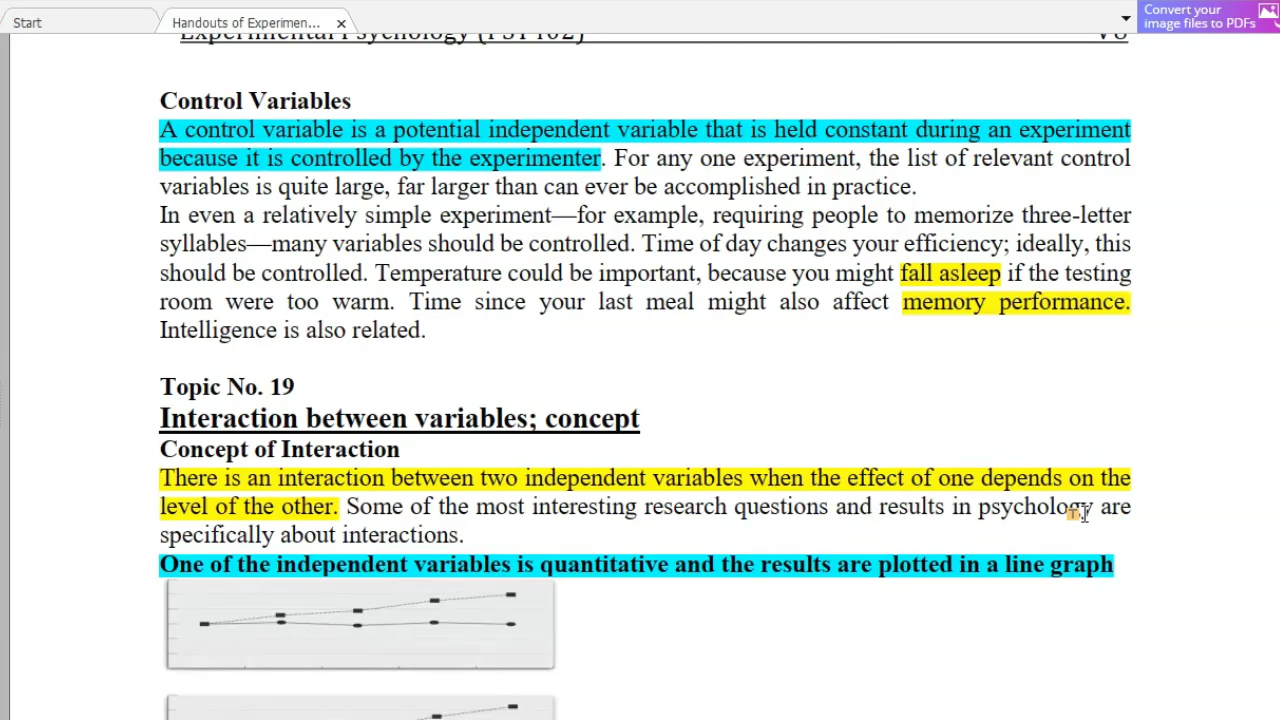 Start
Handouts of Experimen...
Convert your
image files to PDFs
Experimental Psychology (PSY402)
VU
Control Variables
A control variable is a potential independent variable that is held constant during an experiment
because it is controlled by the experimenter. For any one experiment, the list of relevant control
variables is quite large, far larger than can ever be accomplished in practice.
In even a relatively simple experiment—for example, requiring people to memorize three-letter
syllables—many variables should be controlled. Time of day changes your efficiency; ideally, this
should be controlled. Temperature could be important, because you might fall asleep if the testing
room were too warm. Time since your last meal might also affect memory performance.
Intelligence is also related.
Topic No. 19
Interaction between variables; concept
Concept of Interaction
There is an interaction between two independent variables when the effect of one depends on the
level of the other. Some of the most interesting research questions and results in psychology are
specifically about interactions.
One of the independent variables is quantitative and the results are plotted in a line graph